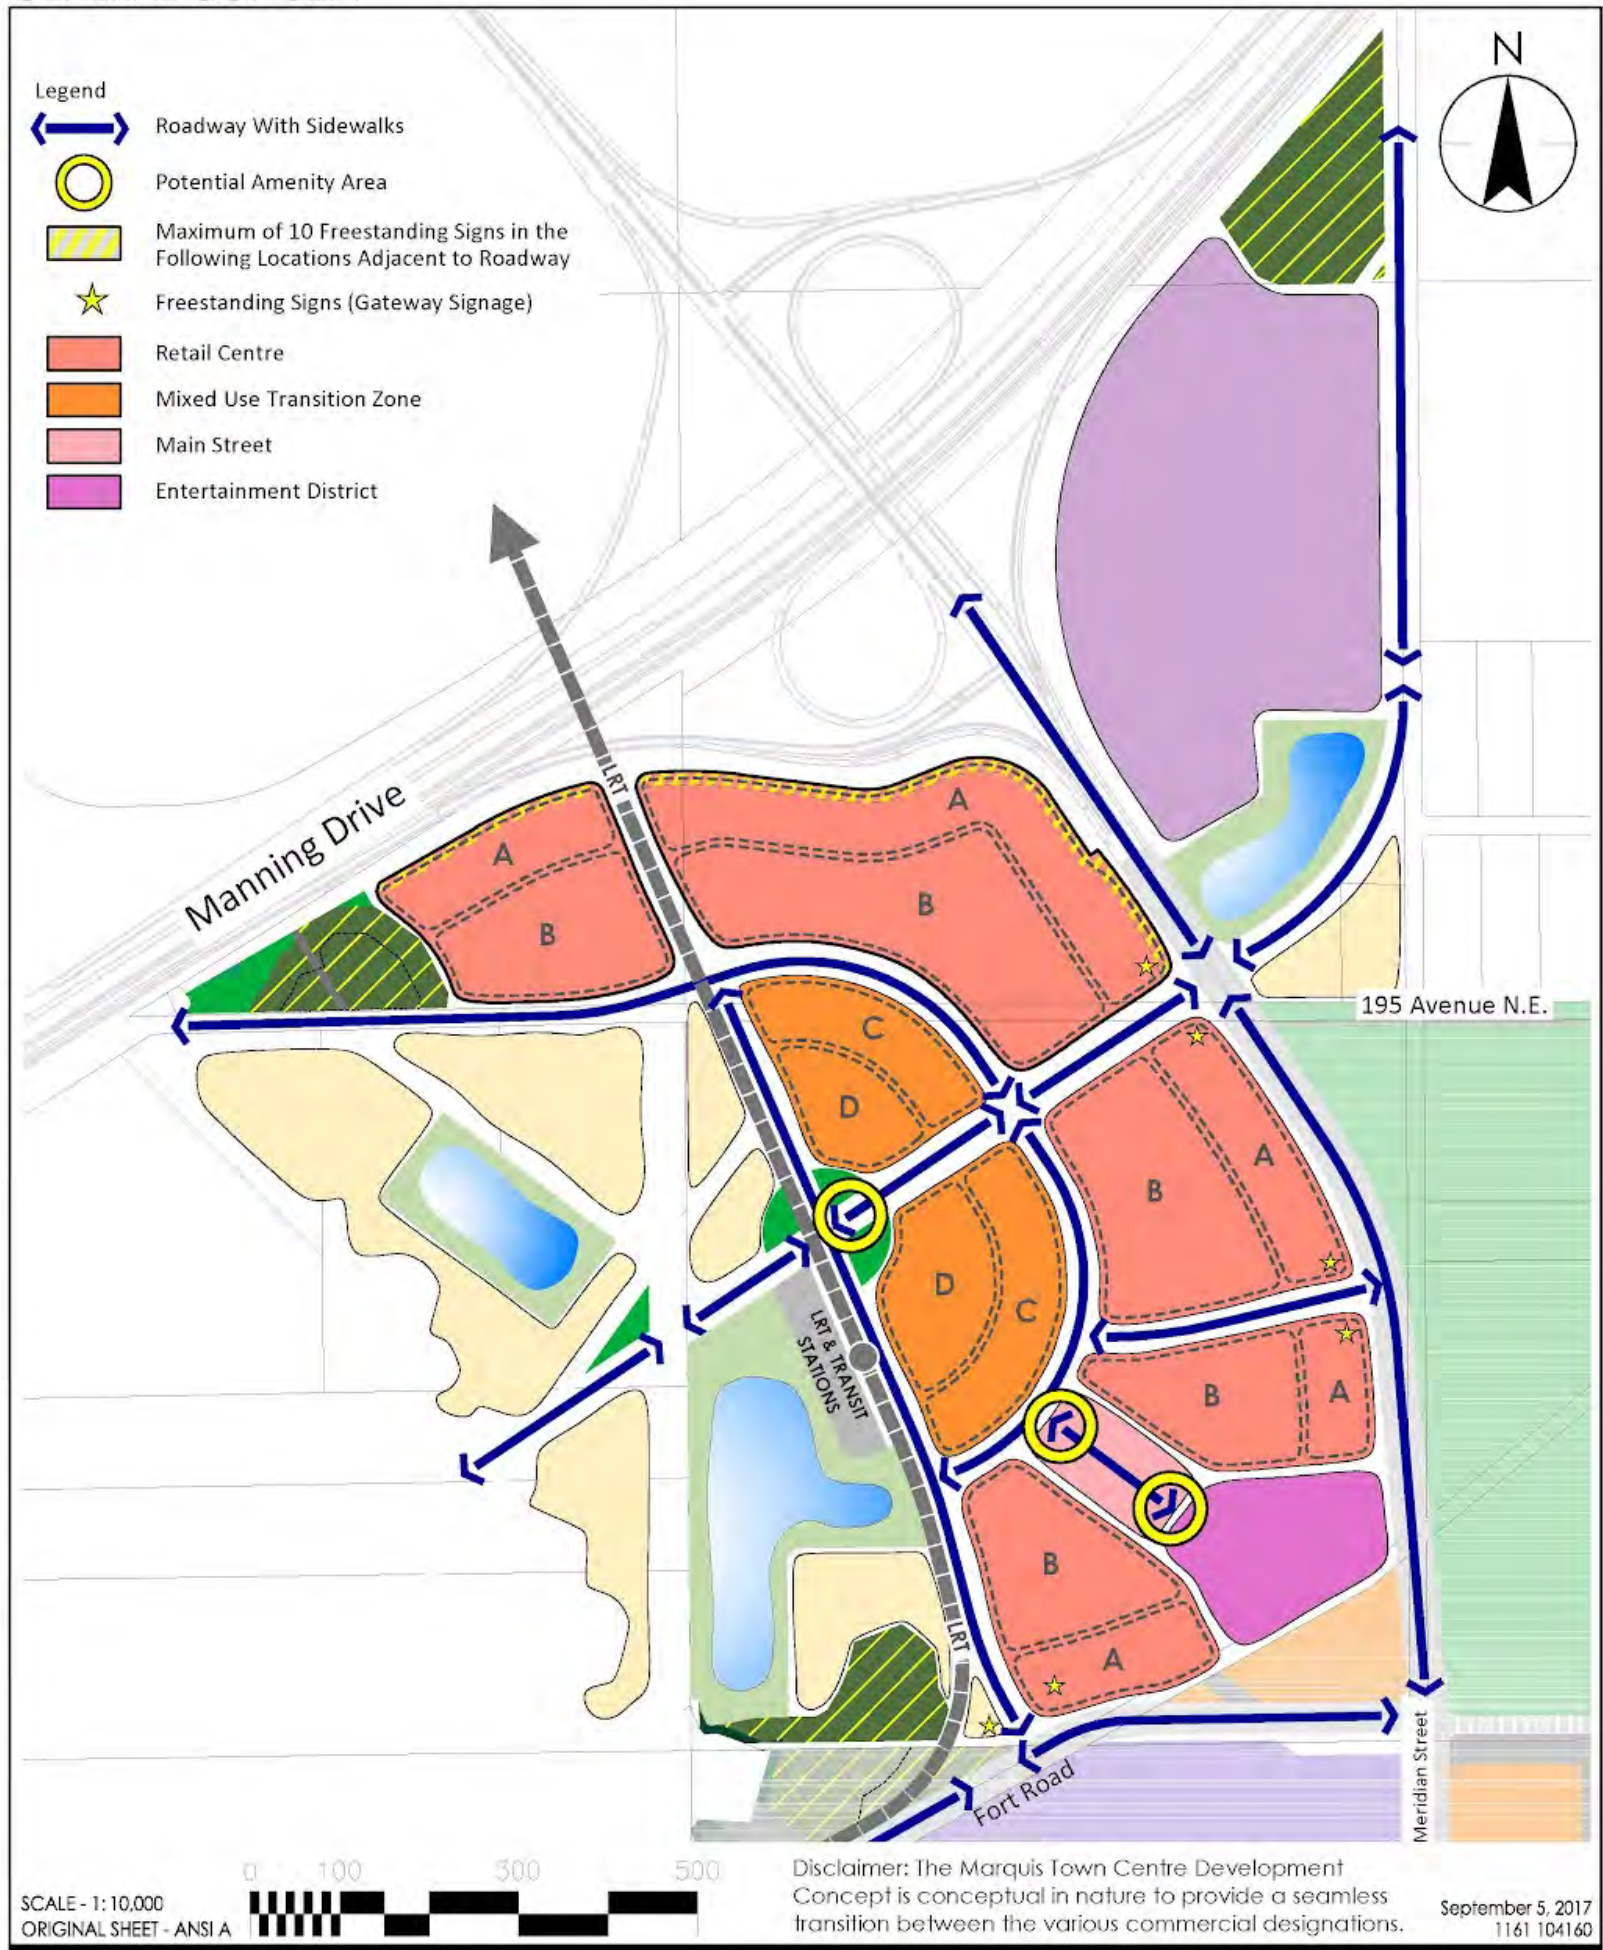 N
Legend
Roadway With Sidewalks
Potential Amenity Area
Maximum of 10 Freestanding Signs in the
Following Locations Adjacent to Roadway
Freestanding Signs (Gateway Signage)
Retail Centre
Mixed Use Transition Zone
Main Street
Entertainment District
LRT
Manning Drive
A
A
B
B
195 Avenue N.E.
C
D
A
B
D
C
LRT & TRANSIT
STATIONS
B
A
B
LRT
A
Meridian Street
Fort Road
0 100 300 500
SCALE - 1:10,000
ORIGINAL SHEET - ANSI A
Disclaimer: The Marquis Town Centre Development
Concept is conceptual in nature to provide a seamless
transition between the various commercial designations.
September 5, 2017
1161 104160